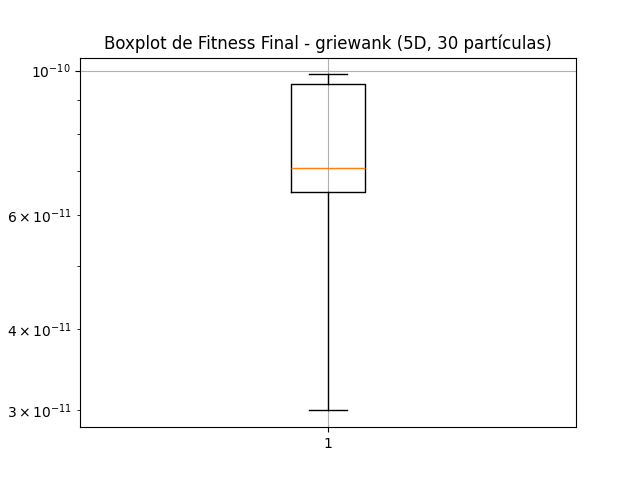 Boxplot de Fitness Final - griewank (5D, 30 partículas)
10⁻¹⁰
6 × 10⁻¹¹
4 × 10⁻¹¹
3 × 10⁻¹¹
1